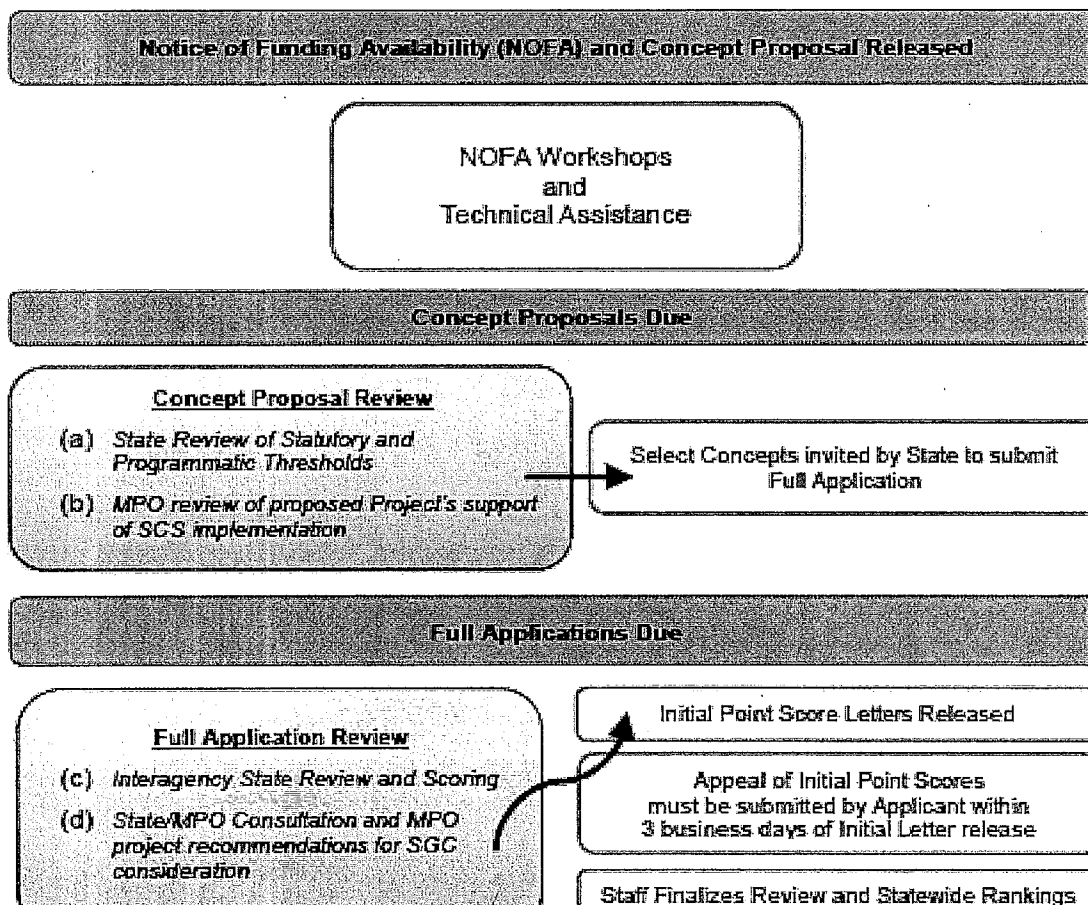 Notice of Funding Availability (NOFA) and Concept Proposal Released
NOFA Workshops
and
Technical Assistance
Concept Proposals Due
Concept Proposal Review
(a) State Review of Statutory and
Programmatic Thresholds
(b) MPO review of proposed Project's support
of SCS implementation
Select Concepts invited by State to submit
Full Application
Full Applications Due
Full Application Review
(c) Interagency State Review and Scoring
(d) State/MPO Consultation and MPO
project recommendations for SGC
consideration
Initial Point Score Letters Released
Appeal of Initial Point Scores
must be submitted by Applicant within
3 business days of Initial Letter release
Staff Finalizes Review and Statewide Rankings